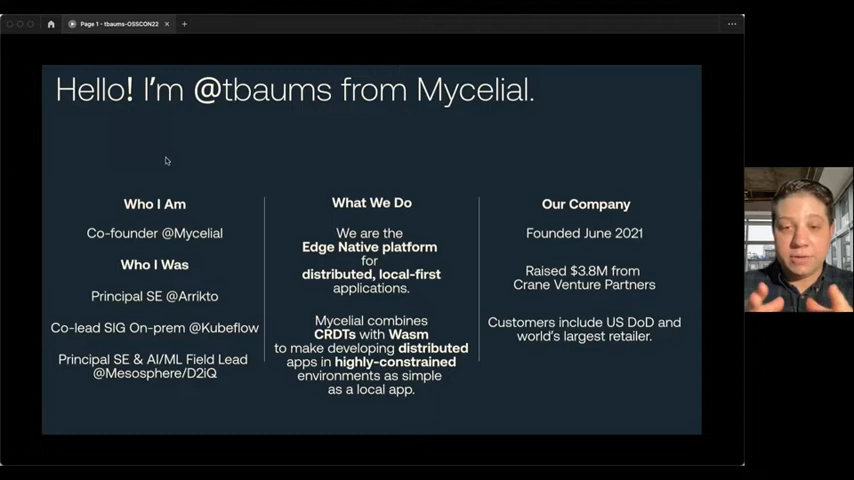 Page 1 - tbaums-OSSCON22
Hello! I'm @tbaums from Mycelial.
Who I Am
Co-founder @Mycelial
Who I Was
Principal SE @Arrikto
Co-lead SIG On-prem @Kubeflow
Principal SE & AI/ML Field Lead
@Mesosphere/D2iQ
What We Do
We are the
Edge Native platform
for
distributed, local-first
applications.
Mycelial combines
CRDTs with Wasm
to make developing distributed
apps in highly-constrained
environments as simple
as a local app.
Our Company
Founded June 2021
Raised $3.8M from
Crane Venture Partners
Customers include US DoD and
world's largest retailer.